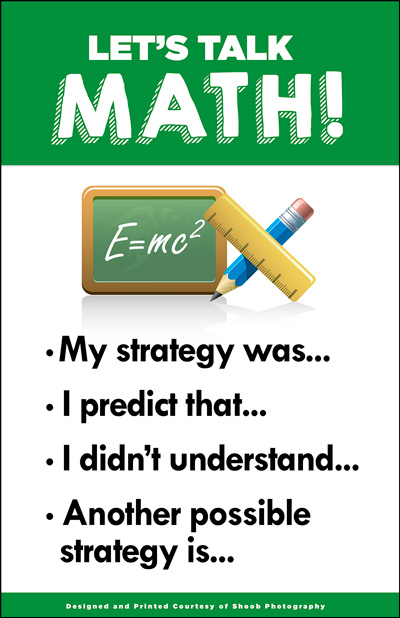 LET'S TALK
MATH!
E=mc²
• My strategy was...
• I predict that...
• I didn't understand...
• Another possible
strategy is...
Designed and Printed Courtesy of Shoob Photography